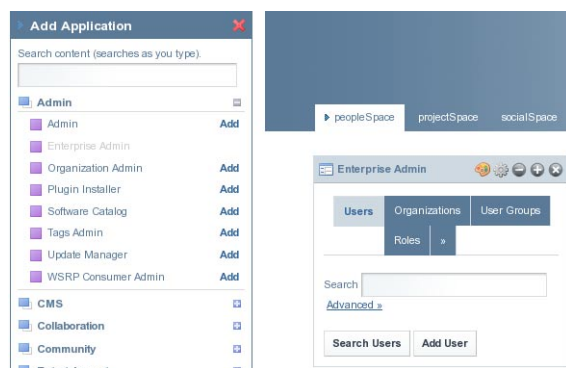 Add Application
Search content (searches as you type).
Admin
Admin Add
Enterprise Admin
Organization Admin Add
Plugin Installer Add
Software Catalog Add
Tags Admin Add
Update Manager Add
WSRP Consumer Admin Add
CMS
Collaboration
Community
peopleSpace projectSpace socialSpace
Enterprise Admin
Users Organizations User Groups
Roles »
Search
Advanced »
Search Users Add User